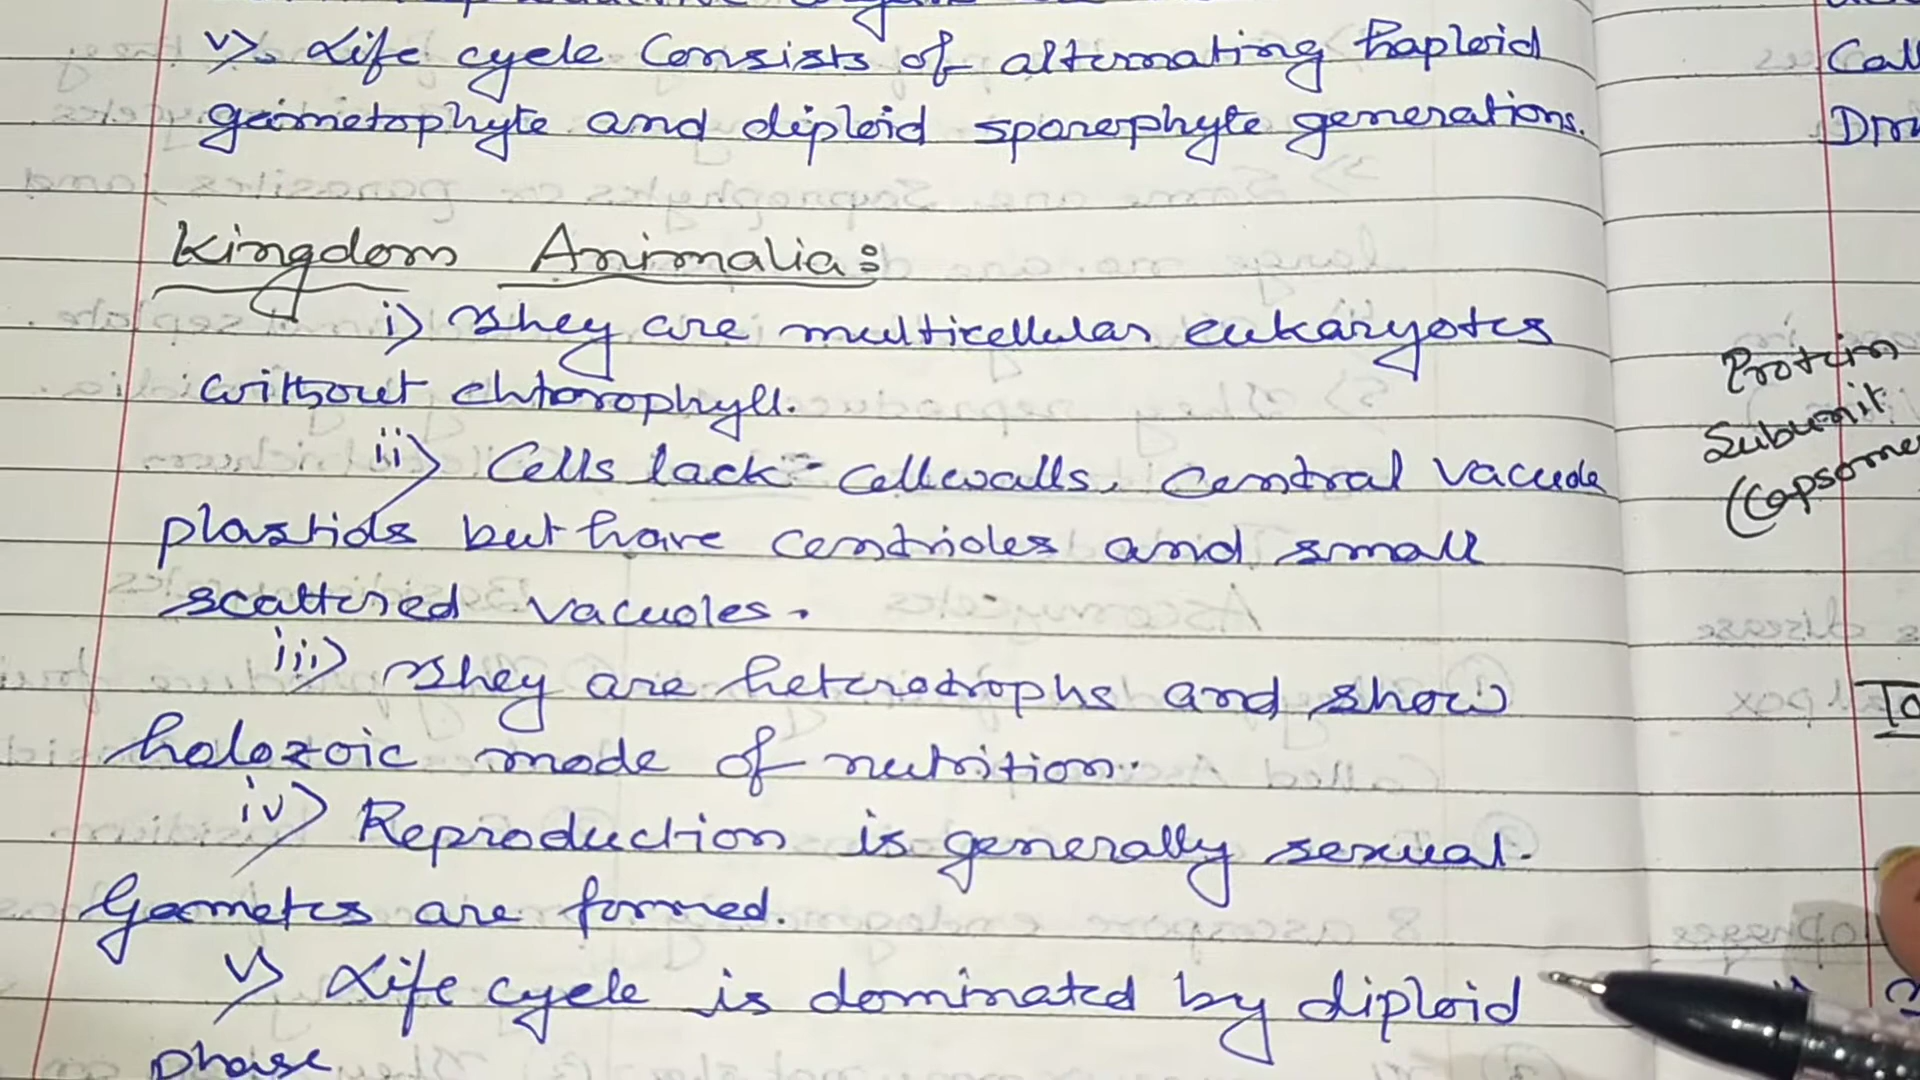 v) Life cycle Consists of alternating haploid
gametophyte and diploid sporophyte generations.
Kingdom Animalia:
i) They are multicellular eukaryotes
without chlorophyll.
ii) Cells lack cellwalls, central vacuole
plastids but have centrioles and small
scattered vacuoles.
iii) They are heterotrophs and show
holozoic mode of nutrition.
iv) Reproduction is generally sexual.
Gametes are formed.
v) Life cycle is dominated by diploid
phase
Protein
Subunit